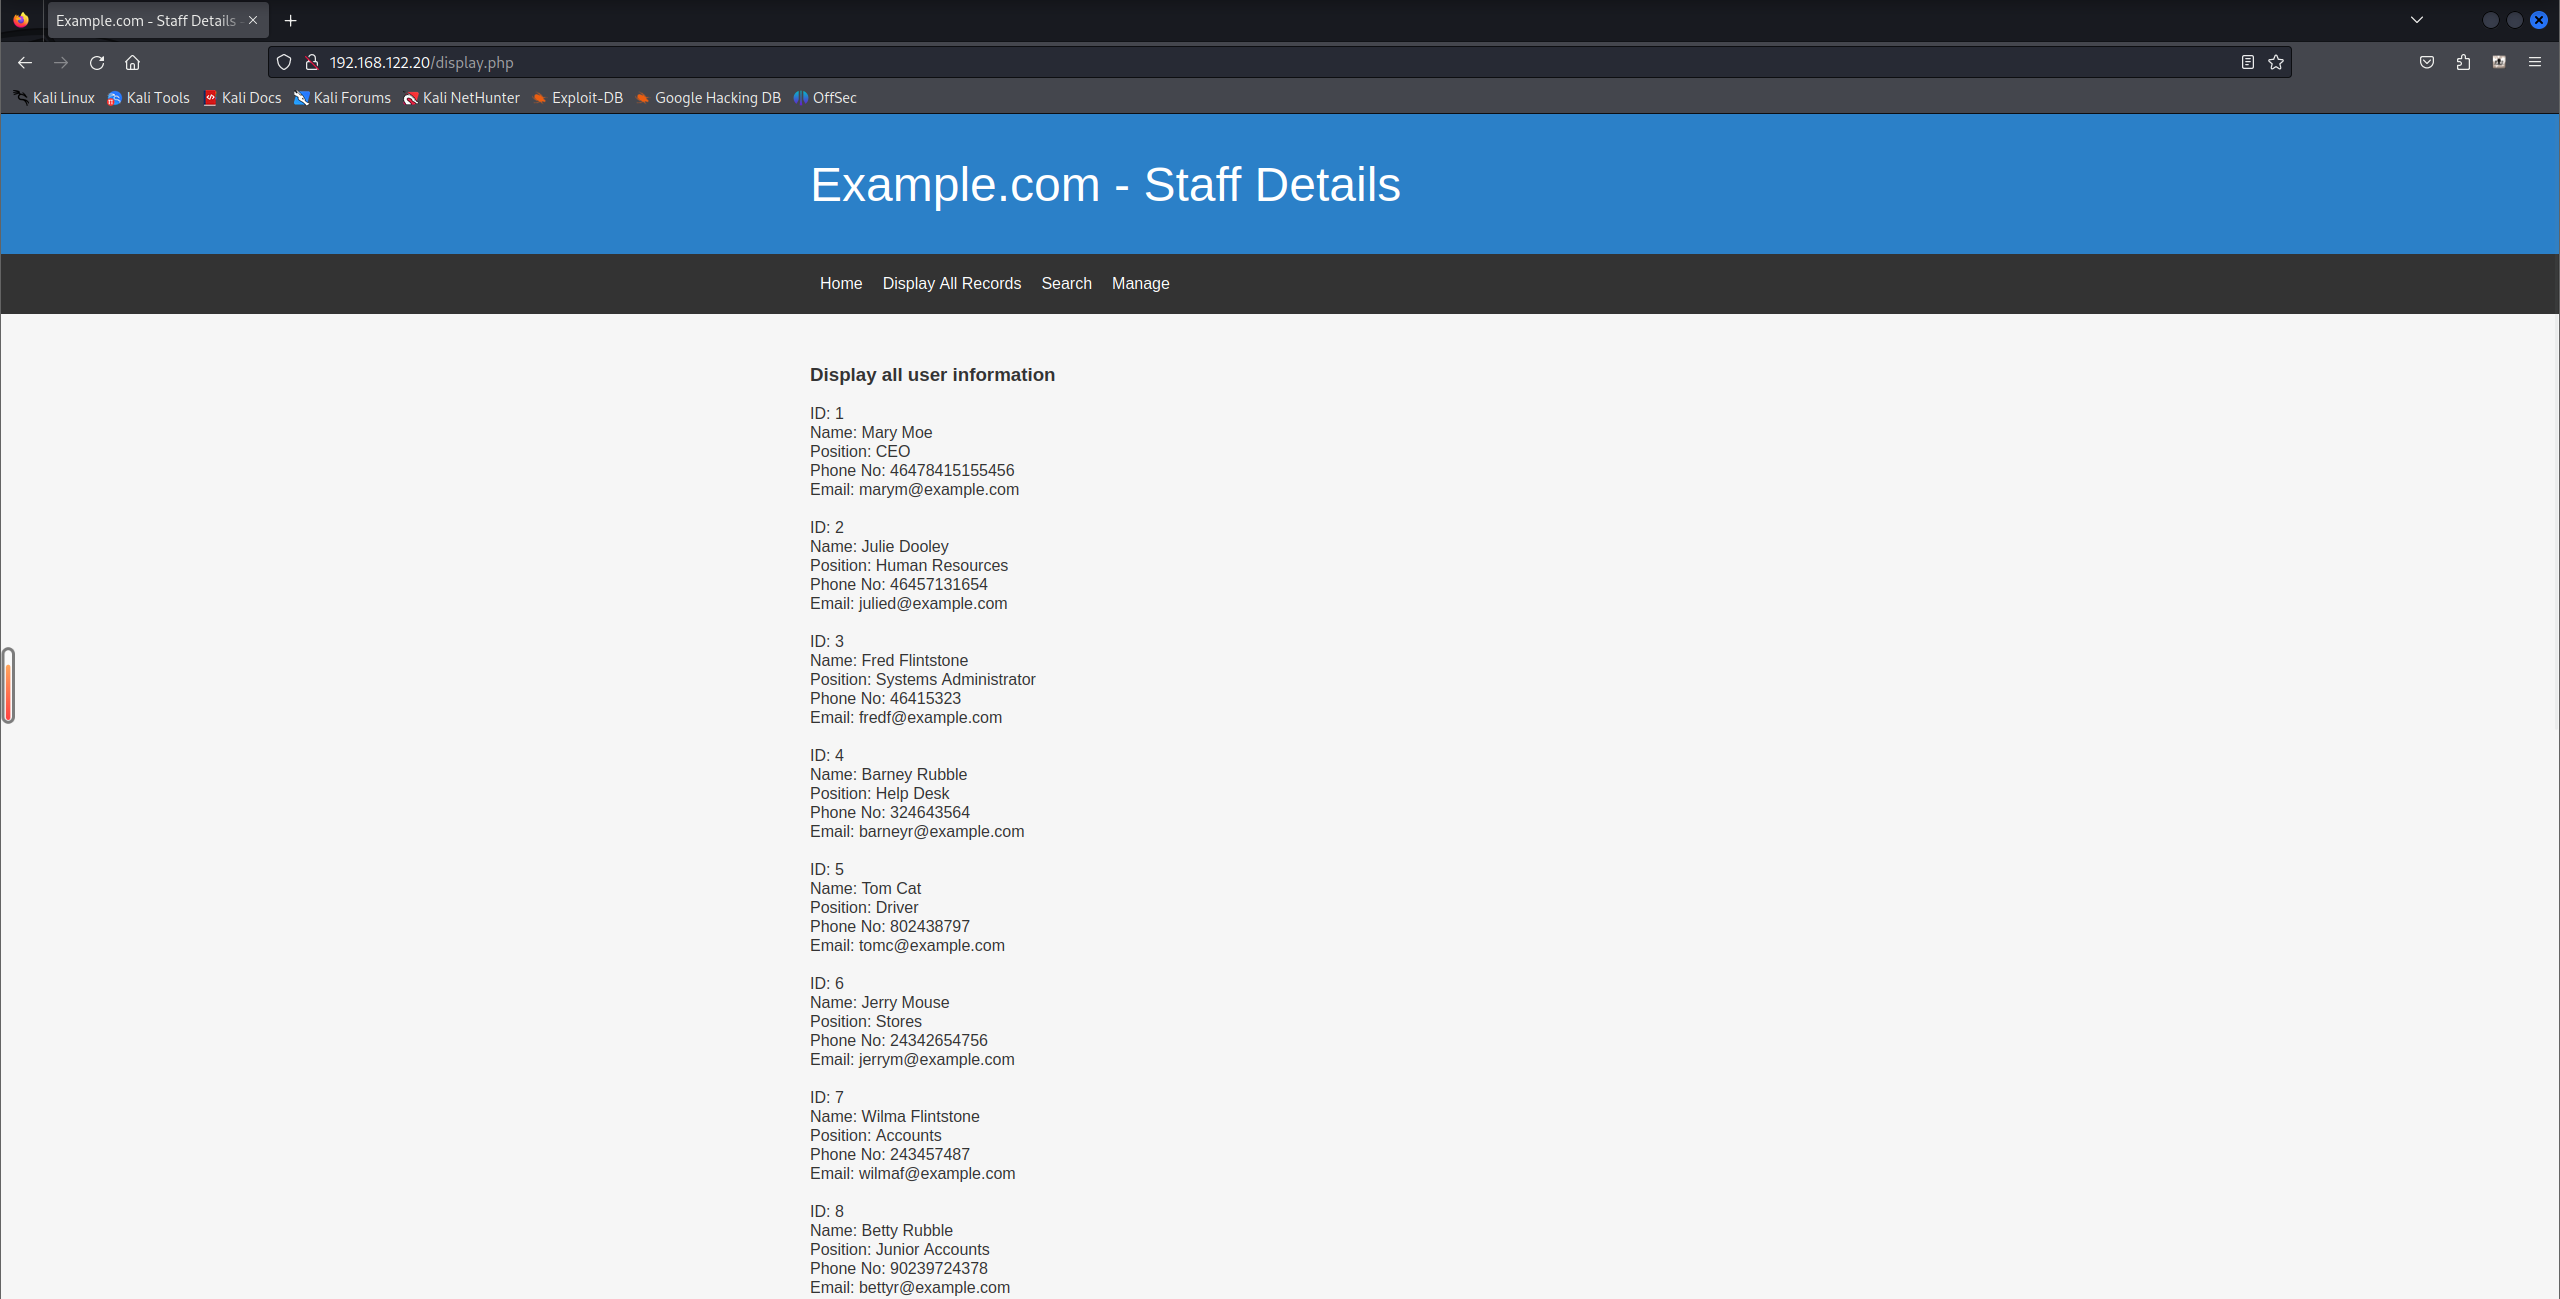 Example.com - Staff Details
192.168.122.20/display.php
Kali Linux Kali Tools Kali Docs Kali Forums Kali NetHunter Exploit-DB Google Hacking DB OffSec
Example.com - Staff Details
Home Display All Records Search Manage
Display all user information
ID: 1
Name: Mary Moe
Position: CEO
Phone No: 46478415155456
Email: marym@example.com
ID: 2
Name: Julie Dooley
Position: Human Resources
Phone No: 46457131654
Email: julied@example.com
ID: 3
Name: Fred Flintstone
Position: Systems Administrator
Phone No: 46415323
Email: fredf@example.com
ID: 4
Name: Barney Rubble
Position: Help Desk
Phone No: 324643564
Email: barneyr@example.com
ID: 5
Name: Tom Cat
Position: Driver
Phone No: 802438797
Email: tomc@example.com
ID: 6
Name: Jerry Mouse
Position: Stores
Phone No: 24342654756
Email: jerrym@example.com
ID: 7
Name: Wilma Flintstone
Position: Accounts
Phone No: 243457487
Email: wilmaf@example.com
ID: 8
Name: Betty Rubble
Position: Junior Accounts
Phone No: 90239724378
Email: bettyr@example.com